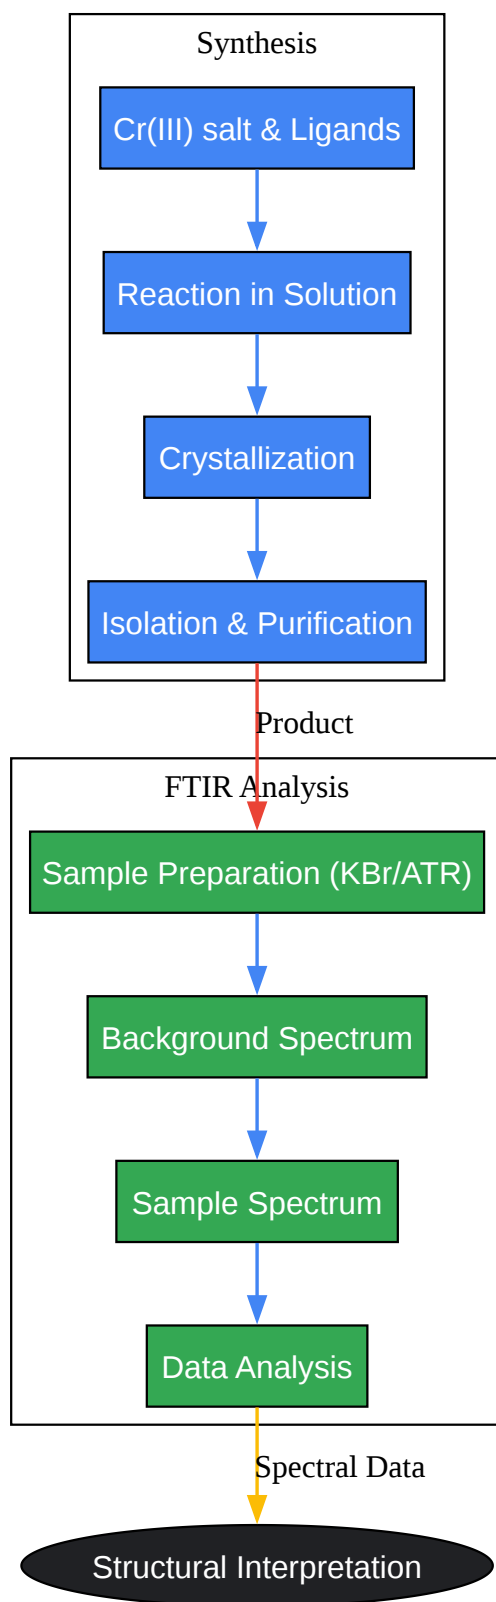 Synthesis
Cr(III) salt & Ligands
Reaction in Solution
Crystallization
Isolation & Purification
Product
FTIR Analysis
Sample Preparation (KBr/ATR)
Background Spectrum
Sample Spectrum
Data Analysis
Spectral Data
Structural Interpretation